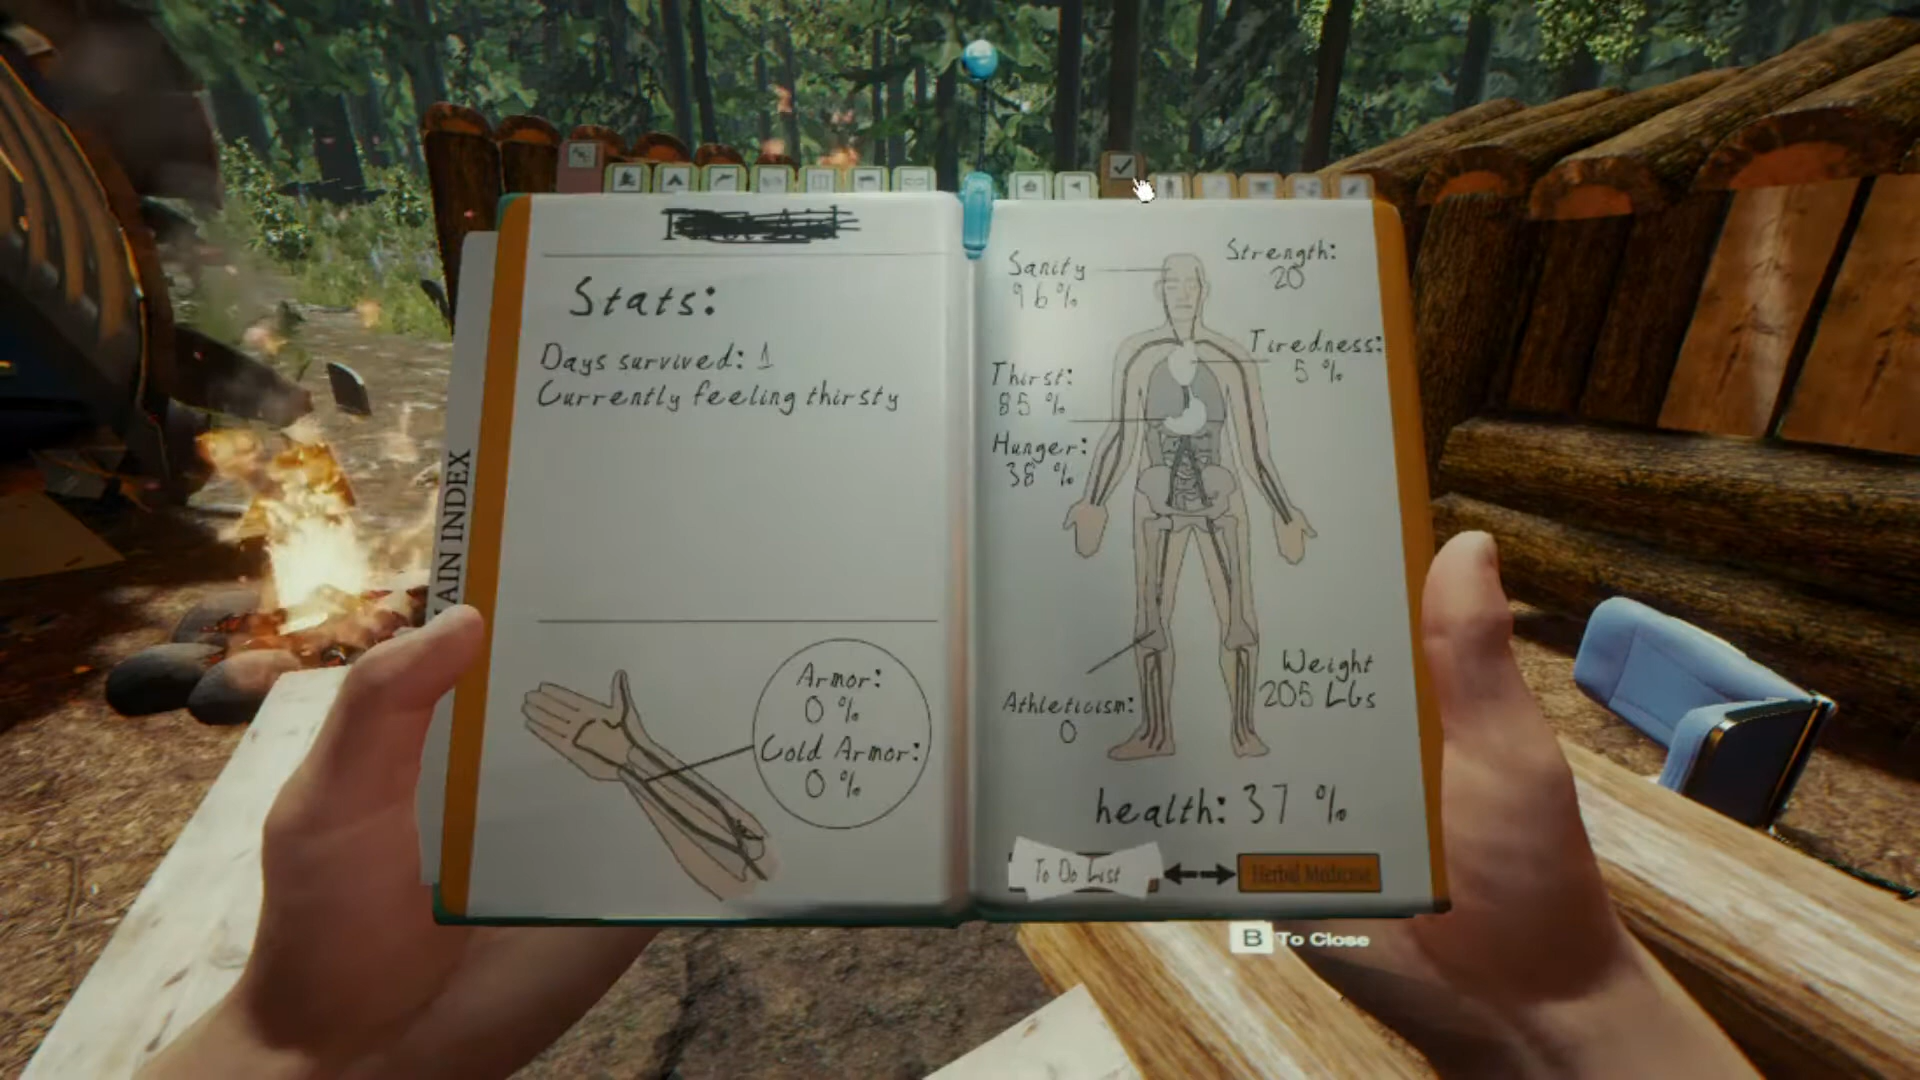 AIN INDEX
Stats:
Days survived: 1
Currently feeling thirsty
Armor:
0 %
Cold Armor:
0 %
Sanity
96%
Strength:
20
Tiredness:
5 %
Thirst:
85 %
Hunger:
38 %
Athleticism:
0
Weight
205 Lbs
health: 37 %
To Do List
Herbal Medicine
B To Close